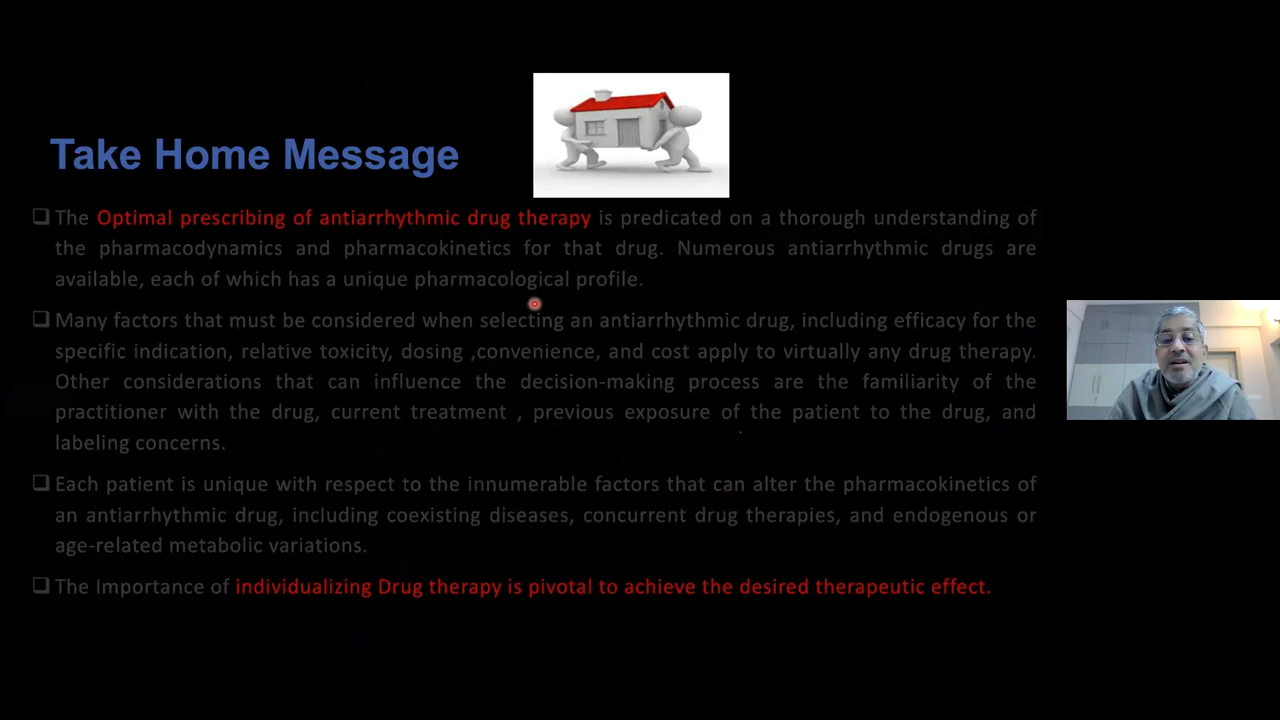 Take Home Message
❑ The Optimal prescribing of antiarrhythmic drug therapy is predicated on a thorough understanding of
the pharmacodynamics and pharmacokinetics for that drug. Numerous antiarrhythmic drugs are
available, each of which has a unique pharmacological profile.
❑ Many factors that must be considered when selecting an antiarrhythmic drug, including efficacy for the
specific indication, relative toxicity, dosing ,convenience, and cost apply to virtually any drug therapy.
Other considerations that can influence the decision-making process are the familiarity of the
practitioner with the drug, current treatment , previous exposure of the patient to the drug, and
labeling concerns.
❑ Each patient is unique with respect to the innumerable factors that can alter the pharmacokinetics of
an antiarrhythmic drug, including coexisting diseases, concurrent drug therapies, and endogenous or
age-related metabolic variations.
❑ The Importance of individualizing Drug therapy is pivotal to achieve the desired therapeutic effect.